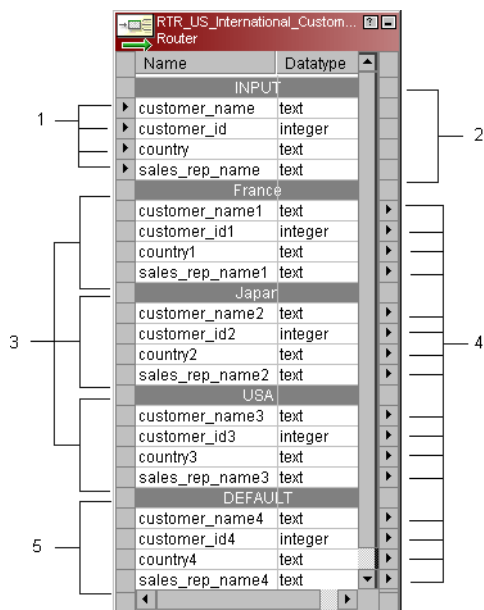 RTR_US_International_Custom...
Router
Name Datatype
INPUT
customer_name text
customer_id integer
country text
sales_rep_name text
France
customer_name1 text
customer_id1 integer
country1 text
sales_rep_name1 text
Japan
customer_name2 text
customer_id2 integer
country2 text
sales_rep_name2 text
USA
customer_name3 text
customer_id3 integer
country3 text
sales_rep_name3 text
DEFAULT
customer_name4 text
customer_id4 integer
country4 text
sales_rep_name4 text
1
2
3
4
5